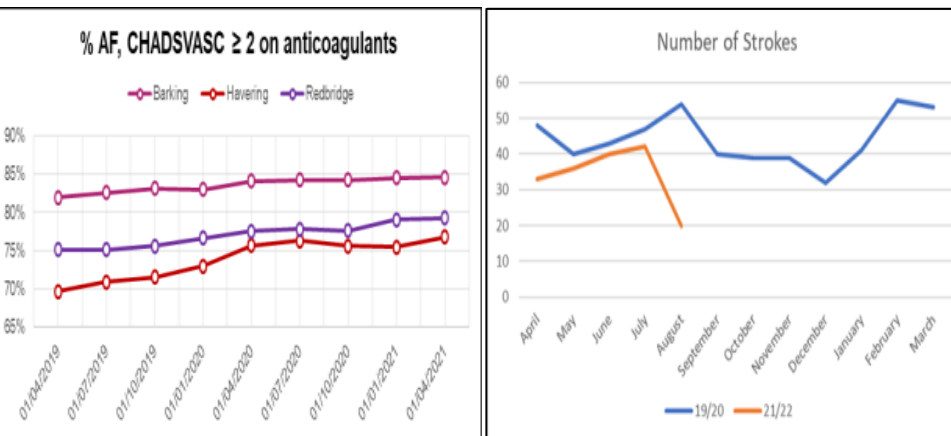 % AF, CHADSVASC ≥ 2 on anticoagulants
Barking Havering Redbridge
90%
85%
80%
75%
70%
65%
01/04/2019 01/07/2019 01/10/2019 01/01/2020 01/04/2020 01/07/2020 01/10/2020 01/01/2021 01/04/2021
Number of Strokes
60
50
40
30
20
10
0
April May June July August September October November December January February March
19/20 21/22